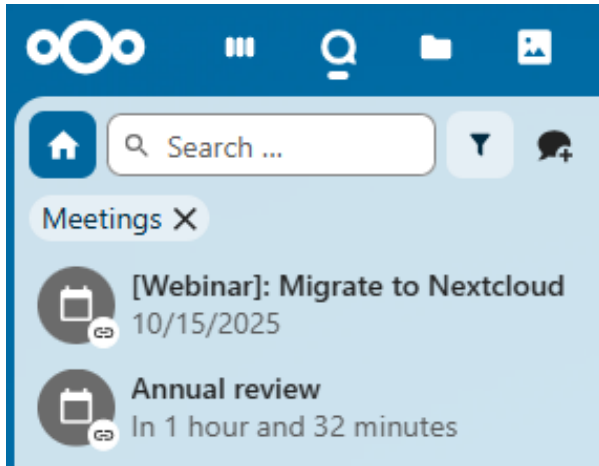 Search ...
Meetings
[Webinar]: Migrate to Nextcloud
10/15/2025
Annual review
In 1 hour and 32 minutes